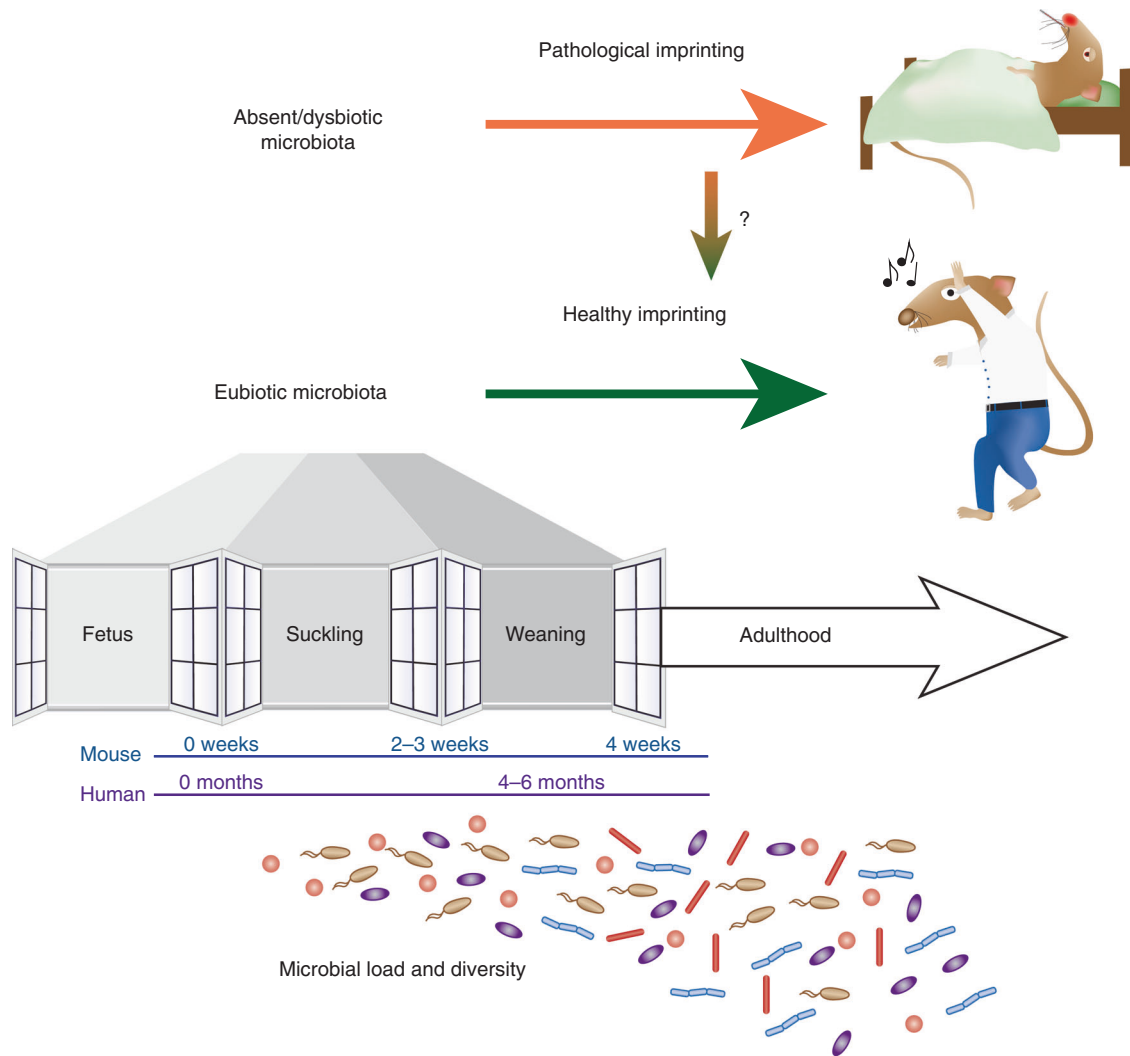 Pathological imprinting
Absent/dysbiotic
microbiota
?
Healthy imprinting
Eubiotic microbiota
Fetus
Suckling
Weaning
Adulthood
Mouse
0 weeks
2–3 weeks
4 weeks
Human
0 months
4–6 months
Microbial load and diversity